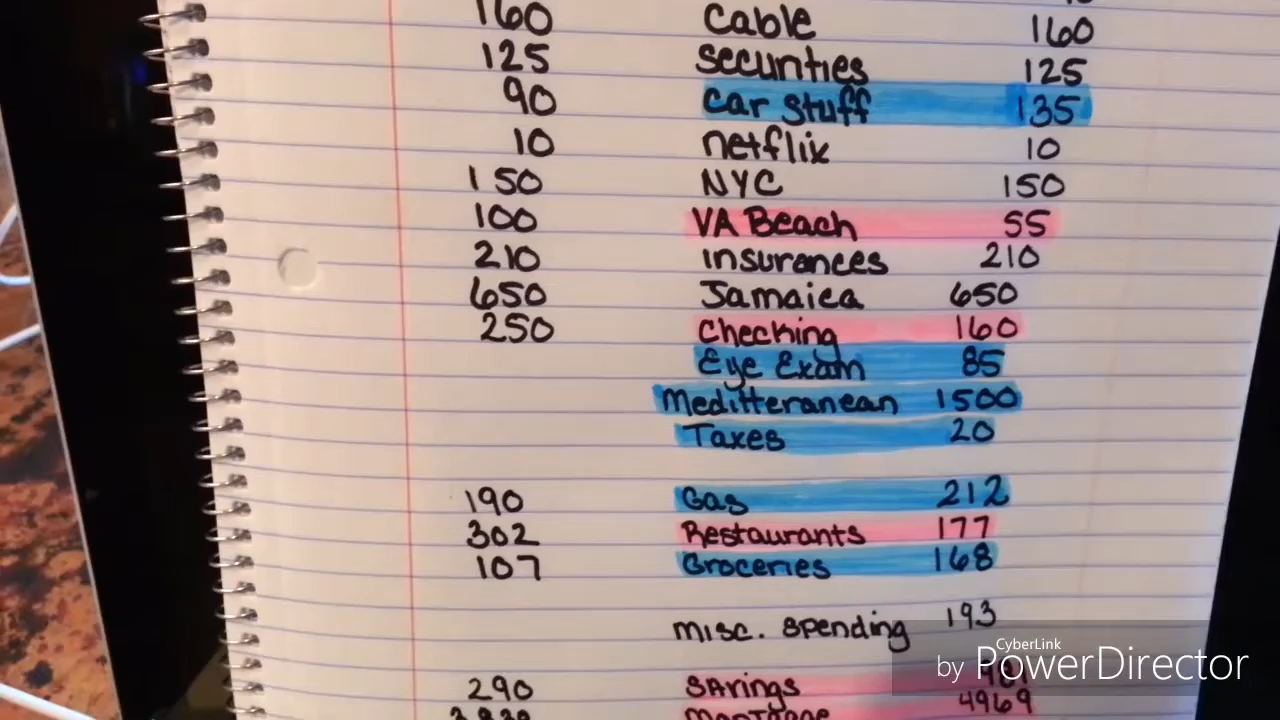 160 Cable 160
125 Securities 125
90 Car Stuff 135
10 netflix 10
150 NYC 150
100 VA Beach 55
210 insurances 210
650 Jamaica 650
250 Checking 160
Eye Exam 85
Meditteranean 1500
Taxes 20
190 Gas 212
302 Restaurants 177
107 Groceries 168
misc. spending 193
CyberLink
by PowerDirector
290 SAvings
4969